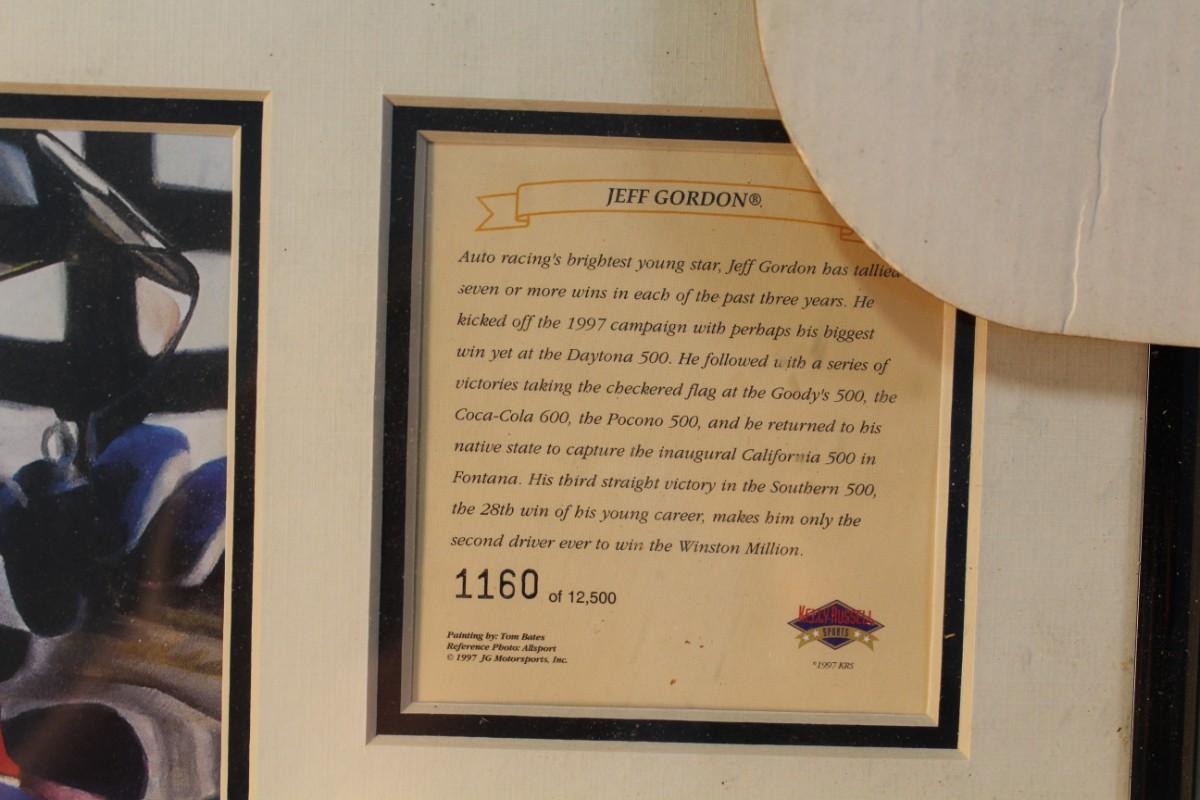 JEFF GORDON®
Auto racing's brightest young star, Jeff Gordon has tallied
seven or more wins in each of the past three years. He
kicked off the 1997 campaign with perhaps his biggest
win yet at the Daytona 500. He followed with a series of
victories taking the checkered flag at the Goody's 500, the
Coca-Cola 600, the Pocono 500, and he returned to his
native state to capture the inaugural California 500 in
Fontana. His third straight victory in the Southern 500,
the 28th win of his young career, makes him only the
second driver ever to win the Winston Million.
1160 of 12,500
Painting by: Tom Bates
Reference Photo: Allsport
© 1997 JG Motorsports, Inc.
KELLY RUSSELL
SPORTS
©1997 KRS